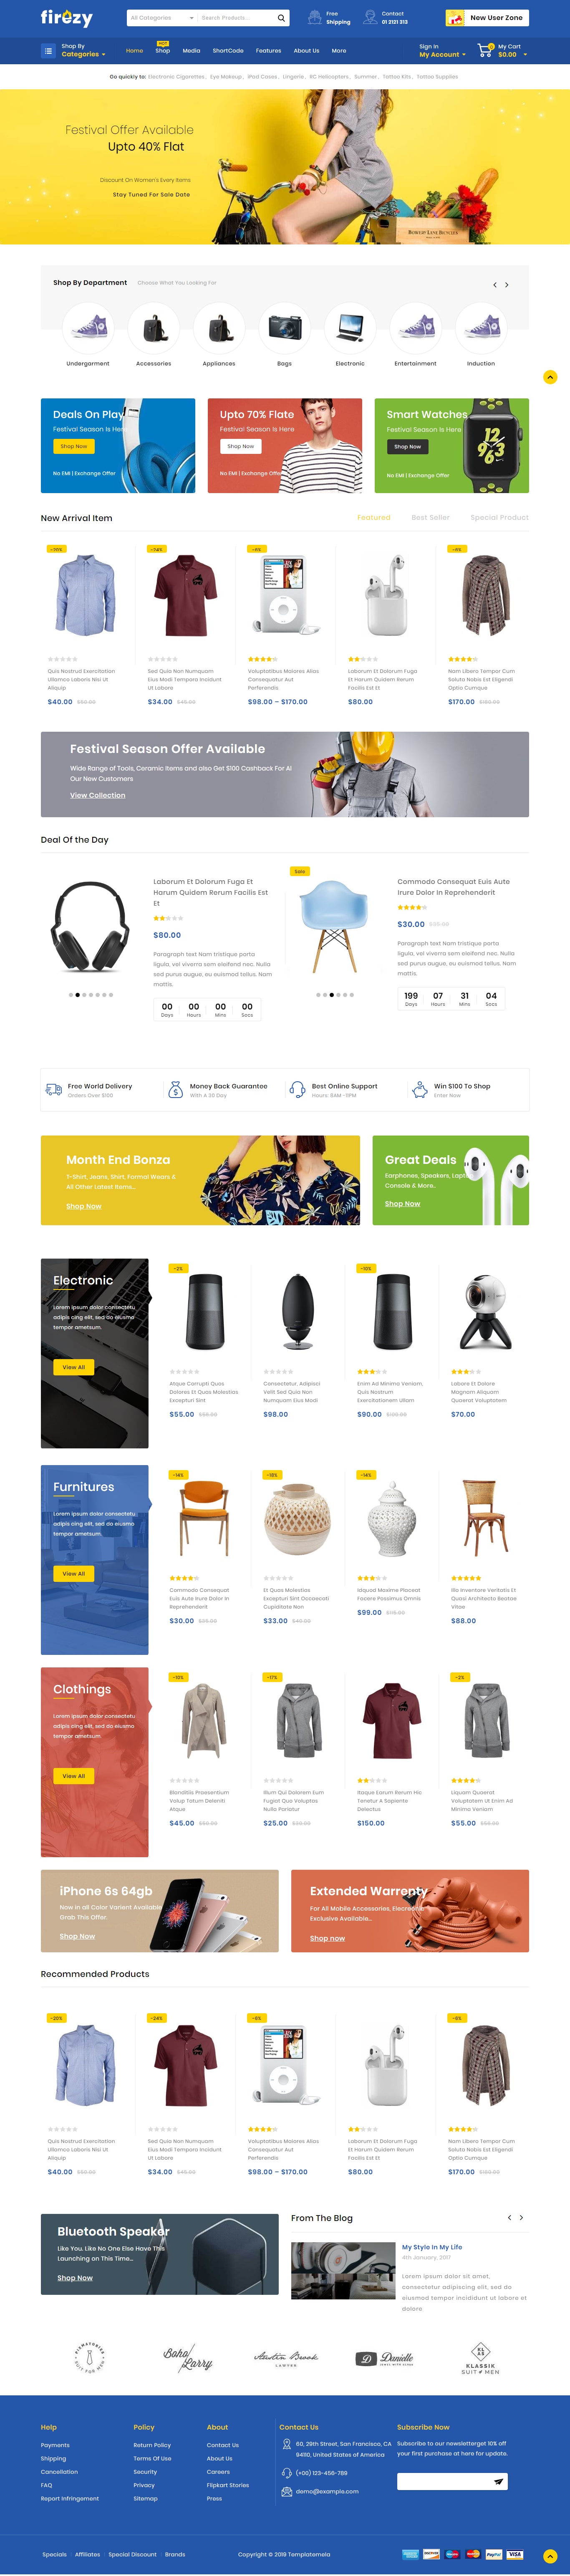 firezy
All Categories
Search Products
Free
Shipping
Contact
01 2121 313
New User Zone
Shop By
Categories
Home
HOT
Shop
Media
ShortCode
Features
About Us
More
Sign In
My Account
0
My Cart
$0.00
Go quickly to: Electronic Cigarettes, Eye Makeup, iPad Cases, Lingerie, RC Helicopters, Summer, Tattoo Kits, Tattoo Supplies
Festival Offer Available
Upto 40% Flat
Discount On Women's Every Items
Stay Tuned For Sale Date
Shop By Department
Choose What You Looking For
Undergarment
Accessories
Appliances
Bags
Electronic
Entertainment
Induction
Deals On Play
Festival Season Is Here
Shop Now
No EMI | Exchange Offer
Upto 70% Flate
Festival Season Is Here
Shop Now
No EMI | Exchange Offer
Smart Watches
Festival Season Is Here
Shop Now
No EMI | Exchange Offer
New Arrival Item
Featured
Best Seller
Special Product
-20%
-24%
-6%
-6%
Quis Nostrud Exercitation
Ullamco Laboris Nisi Ut
Aliquip
$40.00 $50.00
Sed Quia Non Numquam
Eius Modi Tempora Incidunt
Ut Labore
$34.00 $45.00
Voluptatibus Maiores Alias
Consequatur Aut
Perferendis
$98.00 – $170.00
Laborum Et Dolorum Fuga
Et Harum Quidem Rerum
Facilis Est Et
$80.00
Nam Libero Tempor Cum
Soluta Nobis Est Eligendi
Optio Cumque
$170.00 $180.00
Festival Season Offer Available
Wide Range of Tools, Ceramic Items and also Get $100 Cashback For Al
Our New Customers
View Collection
Deal Of the Day
Laborum Et Dolorum Fuga Et
Harum Quidem Rerum Facilis Est
Et
$80.00
Paragraph text Nam tristique porta
ligula, vel viverra sem eleifend nec. Nulla
sed purus augue, eu euismod tellus. Nam
mattis.
00 00 00 00
Days Hours Mins Secs
Sale
Commodo Consequat Euis Aute
Irure Dolor In Reprehenderit
$30.00 $35.00
Paragraph text Nam tristique porta
ligula, vel viverra sem eleifend nec. Nulla
sed purus augue, eu euismod tellus. Nam
mattis.
199 07 31 04
Days Hours Mins Secs
Free World Delivery
Orders Over $100
Money Back Guarantee
With A 30 Day
Best Online Support
Hours: 8AM -11PM
Win $100 To Shop
Enter Now
Month End Bonza
T-Shirt, Jeans, Shirt, Formal Wears &
All Other Latest Items...
Shop Now
Great Deals
Earphones, Speakers, Laptop
Console & More..
Shop Now
Electronic
Lorem ipsum dolor consectetu
adipis cing elit, sed do eiusmo
tempor ametsum.
View All
-2%
-10%
Atque Corrupti Quos
Dolores Et Quas Molestias
Excepturi Sint
$55.00
Consectetur, Adipisci
Velit Sed Quia Non
Numquam Eius Modi
$98.00
Enim Ad Minima Veniam,
Quis Nostrum
Exercitationem Ullam
$90.00 $100.00
Labore Et Dolore
Magnam Aliquam
Quaerat Voluptatem
$70.00
Furnitures
Lorem ipsum dolor consectetu
adipis cing elit, sed do eiusmo
tempor ametsum.
View All
-14%
-18%
-14%
Commodo Consequat
Euis Aute Irure Dolor In
Reprehenderit
$30.00 $35.00
Et Quas Molestias
Excepturi Sint Occaecati
Cupiditate Non
$33.00 $40.00
Idquod Maxime Placeat
Facere Possimus Omnis
$99.00 $115.00
Illo Inventore Veritatis Et
Quasi Architecto Beatae
Vitae
$88.00
Clothings
Lorem ipsum dolor consectetu
adipis cing elit, sed do eiusmo
tempor ametsum.
View All
-10%
-17%
-2%
Blanditiis Praesentium
Volup Tatum Deleniti
Atque
$45.00 $50.00
Illum Qui Dolorem Eum
Fugiat Quo Voluptas
Nulla Pariatur
$25.00 $30.00
Itaque Earum Rerum Hic
Tenetur A Sapiente
Delectus
$150.00
Liquam Quaerat
Voluptatem Ut Enim Ad
Minima Veniam
$55.00
iPhone 6s 64gb
Now in all Color Varient Available
Grab This Offer.
Shop Now
Extended Warrenty
For All Mobile Accessories, Elecreonic
Exclusive Available...
Shop now
Recommended Products
-20%
-24%
-6%
-6%
Quis Nostrud Exercitation
Ullamco Laboris Nisi Ut
Aliquip
$40.00 $50.00
Sed Quia Non Numquam
Eius Modi Tempora Incidunt
Ut Labore
$34.00 $45.00
Voluptatibus Maiores Alias
Consequatur Aut
Perferendis
$98.00 – $170.00
Laborum Et Dolorum Fuga
Et Harum Quidem Rerum
Facilis Est Et
$80.00
Nam Libero Tempor Cum
Soluta Nobis Est Eligendi
Optio Cumque
$170.00 $180.00
Bluetooth Speaker
Like You. Like No One Else Have This
Launching on This Time...
Shop Now
From The Blog
My Style In My Life
4th January, 2017
Lorem ipsum dolor sit amet,
consectetur adipiscing elit, sed do
eiusmod tempor incididunt ut labore et
dolore
SUIT FOR MEN
Boho Larry
Austin Brook
LAWYER
D Danielle
KLAS
KLASSIK
SUIT MEN
Help
Payments
Shipping
Cancellation
FAQ
Report Infringement
Policy
Return Policy
Terms Of Use
Security
Privacy
Sitemap
About
Contact Us
About Us
Careers
Flipkart Stories
Press
Contact Us
60, 29th Street, San Francisco, CA
94110, United States of America
(+00) 123-456-789
demo@example.com
Subscribe Now
Subscribe to our newsletterget 10% off
your first purchase at here for update.
Specials
Affiliates
Special Discount
Brands
Copyright © 2019 Templatemela
DISCOVER
PayPal
VISA